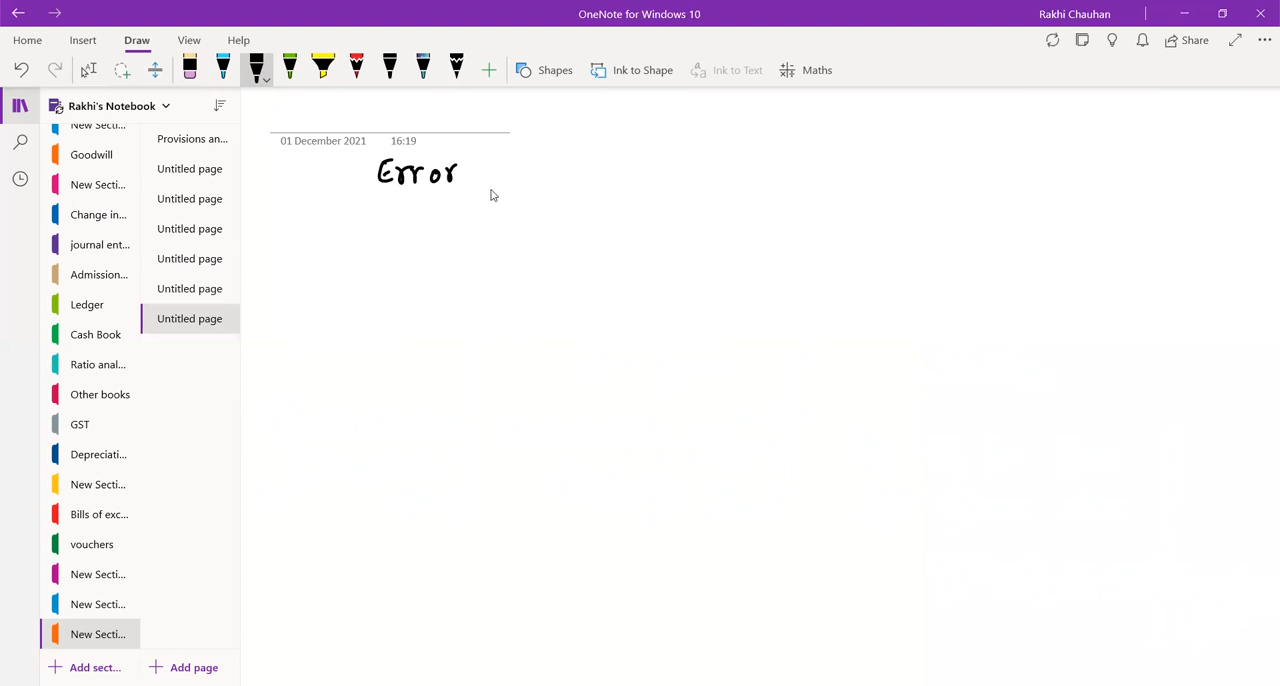 OneNote for Windows 10
Rakhi Chauhan
Home Insert Draw View Help
Share
Shapes
Ink to Shape
Ink to Text
Maths
Rakhi's Notebook
New Secti...
Goodwill
New Secti...
Change in...
journal ent...
Admission...
Ledger
Cash Book
Ratio anal...
Other books
GST
Depreciati...
New Secti...
Bills of exc...
vouchers
New Secti...
New Secti...
New Secti...
Add sect...
Provisions an...
Untitled page
Untitled page
Untitled page
Untitled page
Untitled page
Untitled page
Add page
01 December 2021 16:19
Error